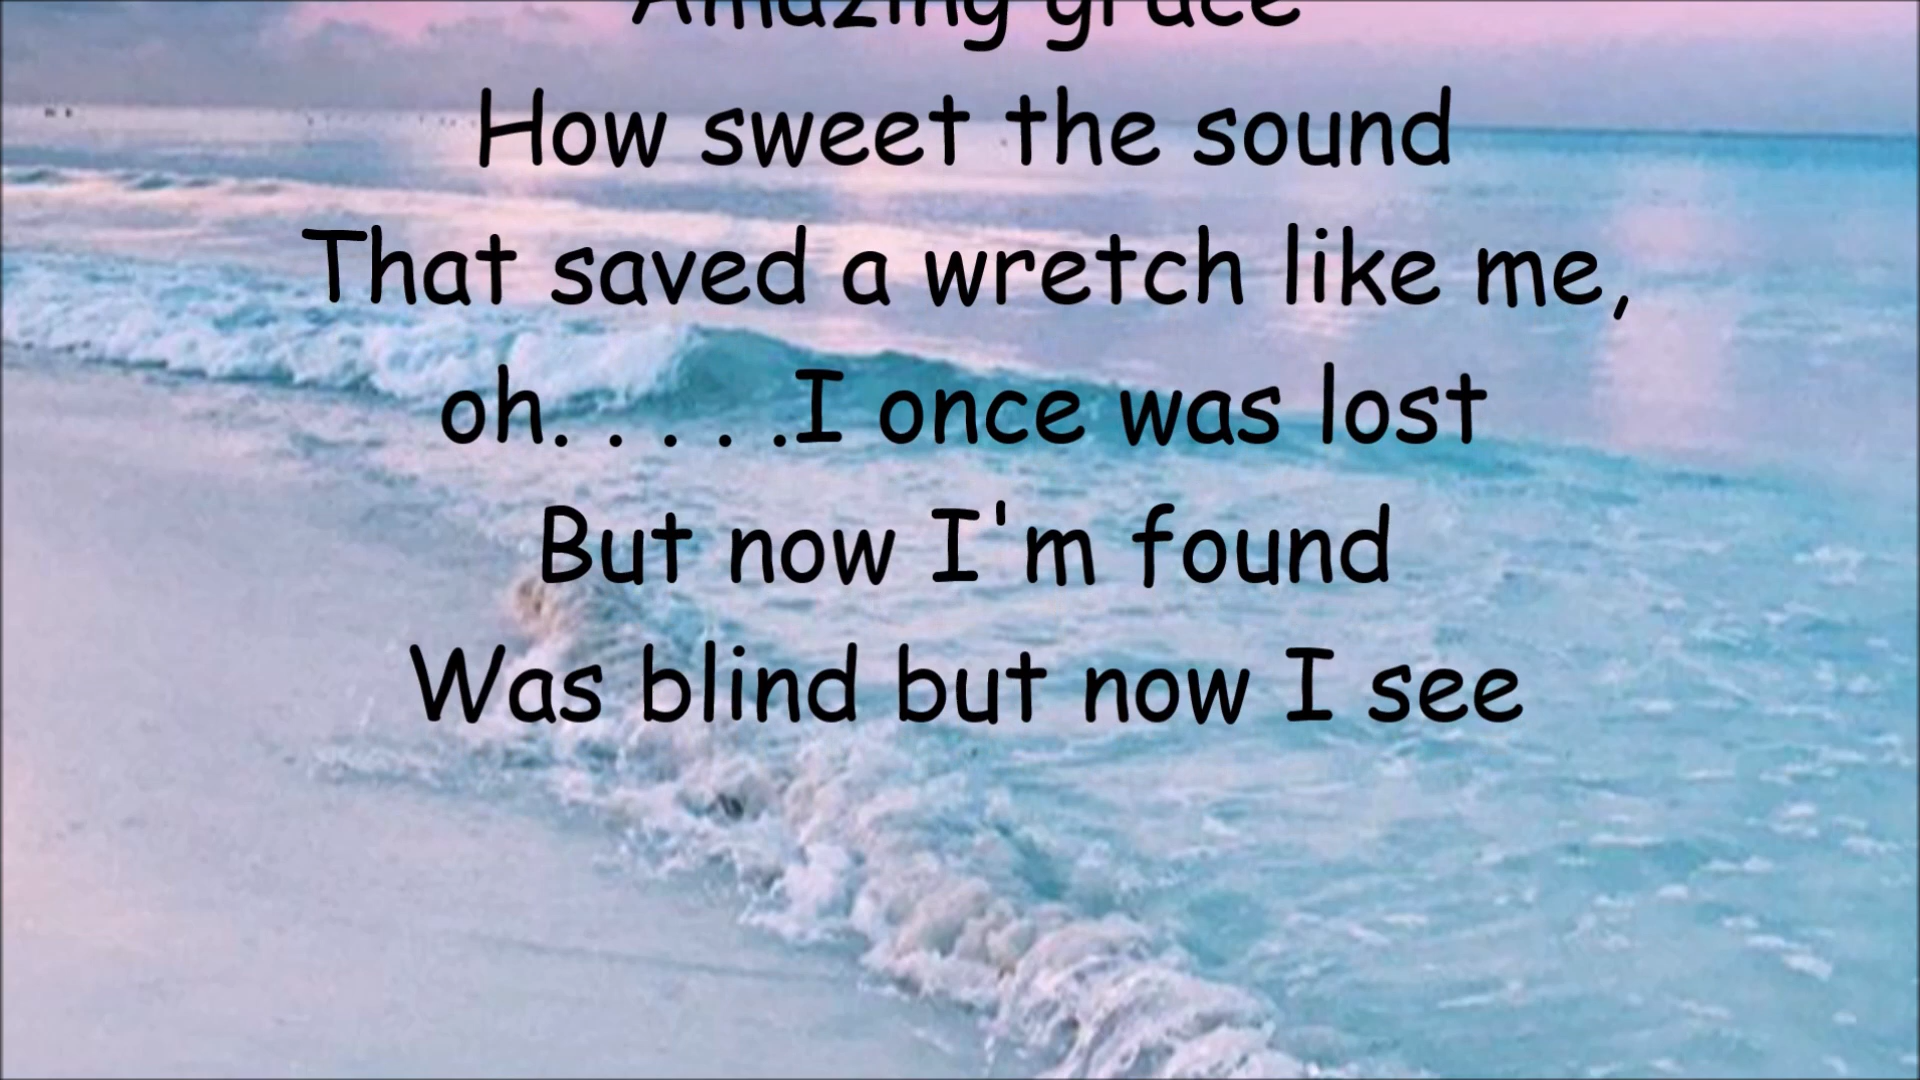 Amazing grace
How sweet the sound
That saved a wretch like me,
oh. . . . .I once was lost
But now I'm found
Was blind but now I see